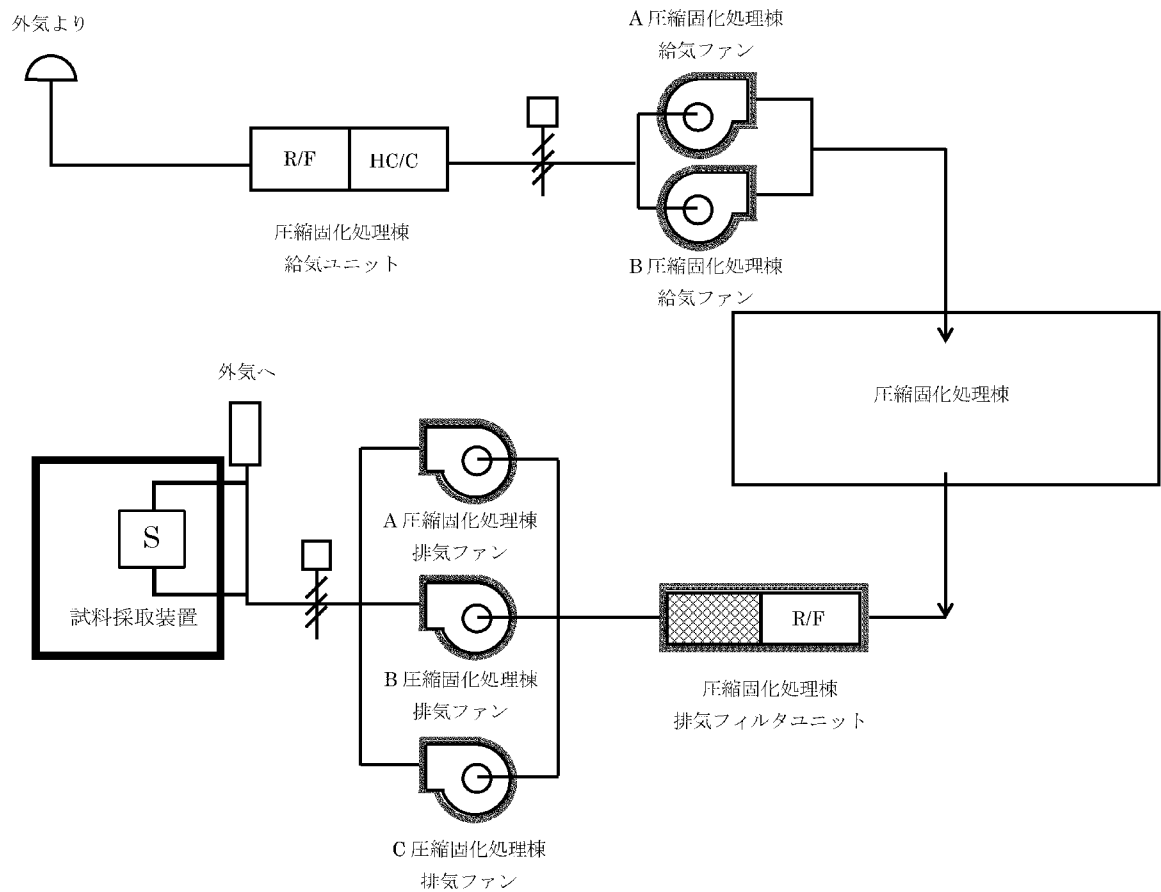 外気より
A 圧縮固化処理棟
給気ファン
R/F
HC/C
圧縮固化処理棟
給気ユニット
B 圧縮固化処理棟
給気ファン
圧縮固化処理棟
外気へ
S
試料採取装置
A 圧縮固化処理棟
排気ファン
B 圧縮固化処理棟
排気ファン
R/F
圧縮固化処理棟
排気フィルタユニット
C 圧縮固化処理棟
排気ファン